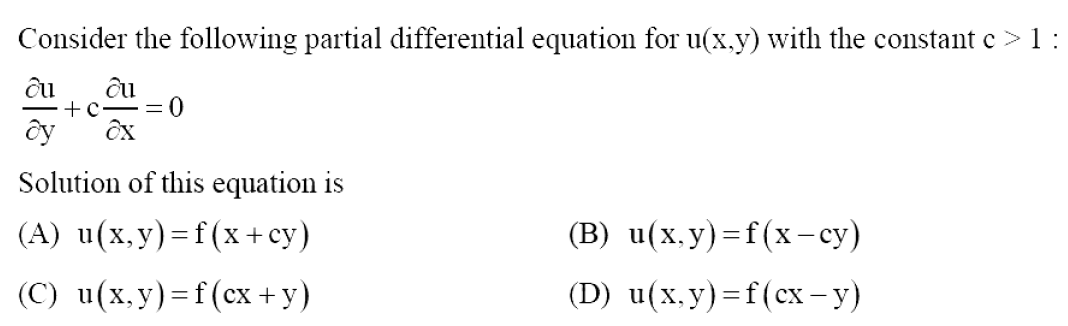 Consider the following partial differential equation for u(x,y) with the constant c > 1 :
∂u/∂y + c ∂u/∂x = 0
Solution of this equation is
(A) u(x,y) = f(x + cy) (B) u(x,y) = f(x − cy)
(C) u(x,y) = f(cx + y) (D) u(x,y) = f(cx − y)